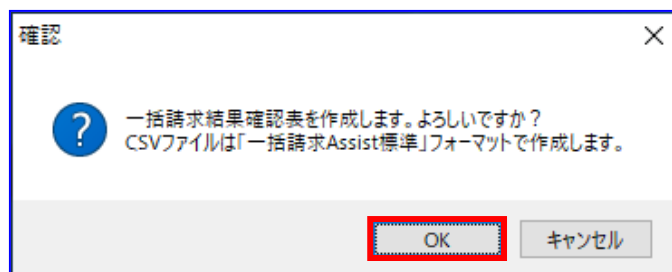 確認
一括請求結果確認表を作成します。よろしいですか？
CSVファイルは「一括請求Assist標準」フォーマットで作成します。
OK
キャンセル